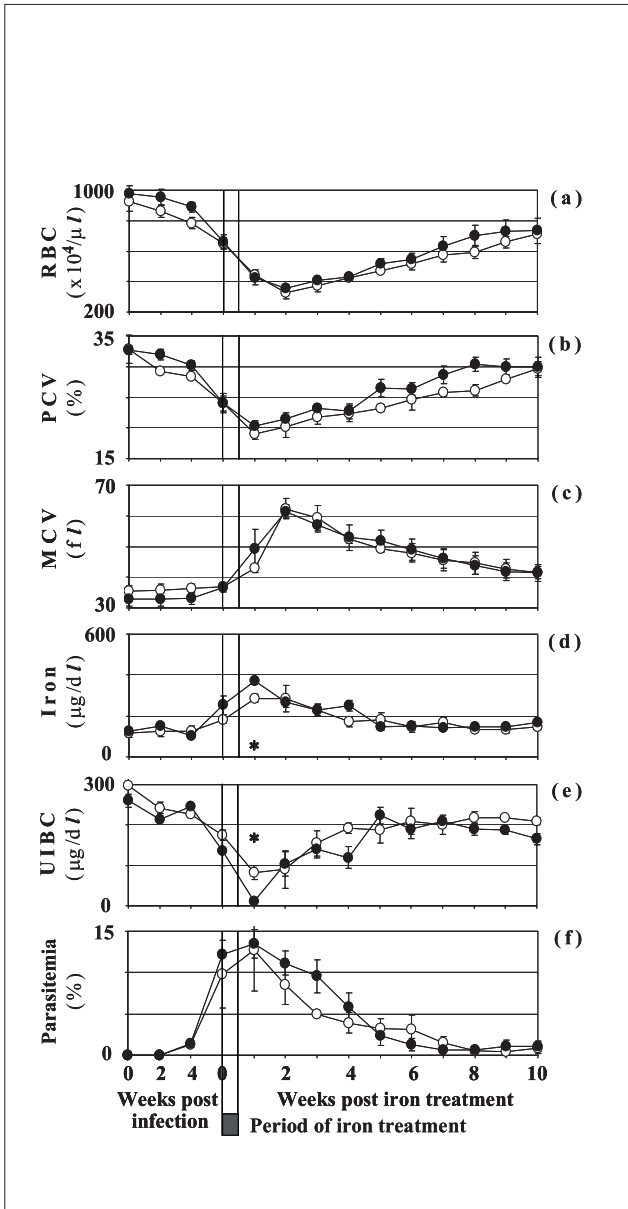 1000
(a)
RBC
(x10⁴/μl)
200
35
(b)
PCV
(%)
15
70
(c)
MCV
(fl)
30
600
(d)
Iron
(μg/dl)
*
0
300
(e)
UIBC
(μg/dl)
*
0
15
(f)
Parasitemia
(%)
0
0 2 4 0 2 4 6 8 10
Weeks post infection
Weeks post iron treatment
Period of iron treatment